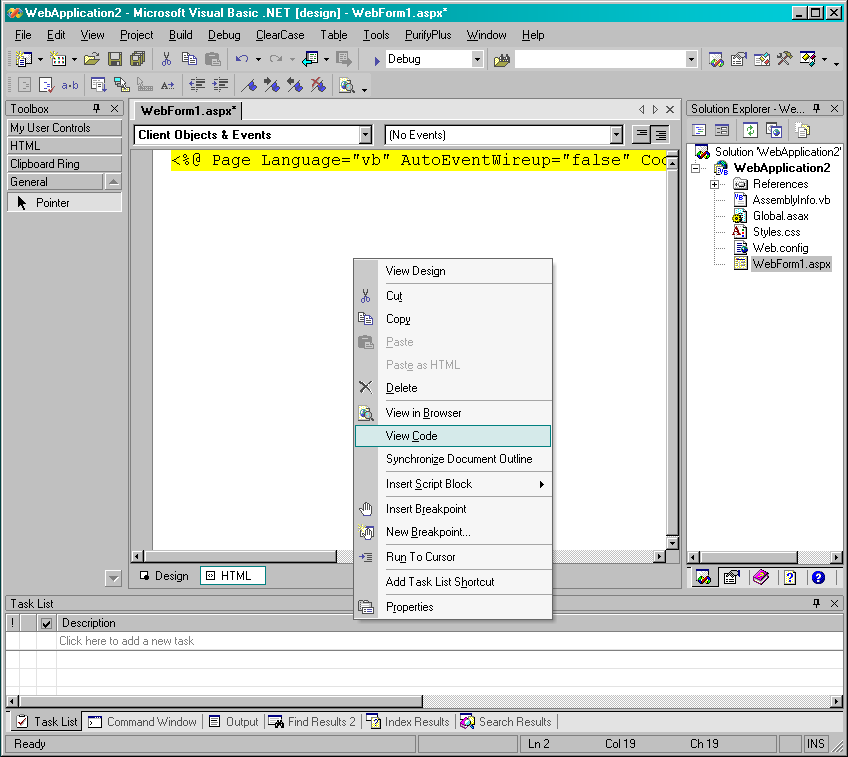 WebApplication2 - Microsoft Visual Basic .NET [design] - WebForm1.aspx*
File Edit View Project Build Debug ClearCase Table Tools PurifyPlus Window Help
Debug
a·b
Toolbox
My User Controls
HTML
Clipboard Ring
General
Pointer
WebForm1.aspx*
Client Objects & Events
(No Events)
<%@ Page Language="vb" AutoEventWireup="false" Coc
View Design
Cut
Copy
Paste
Paste as HTML
Delete
View in Browser
View Code
Synchronize Document Outline
Insert Script Block
Insert Breakpoint
New Breakpoint...
Run To Cursor
Add Task List Shortcut
Properties
Design
HTML
Solution Explorer - We...
Solution 'WebApplication2'
WebApplication2
References
AssemblyInfo.vb
Global.asax
Styles.css
Web.config
WebForm1.aspx
Task List
! Description
Click here to add a new task
Task List Command Window Output Find Results 2 Index Results Search Results
Ready Ln 2 Col 19 Ch 19 INS